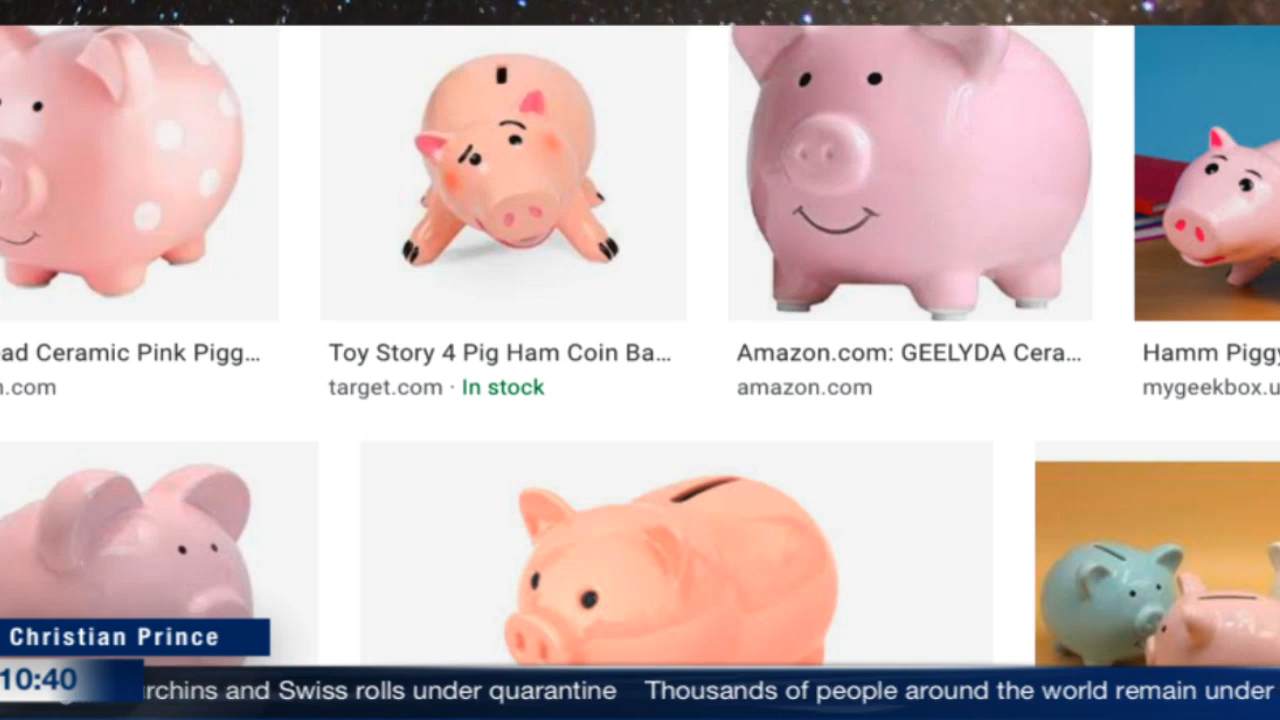 ad Ceramic Pink Pigg...
Toy Story 4 Pig Ham Coin Ba...
Amazon.com: GEELYDA Cera...
Hamm Piggy
n.com
target.com · In stock
amazon.com
mygeekbox.u
Christian Prince
10:40
urchins and Swiss rolls under quarantine Thousands of people around the world remain under